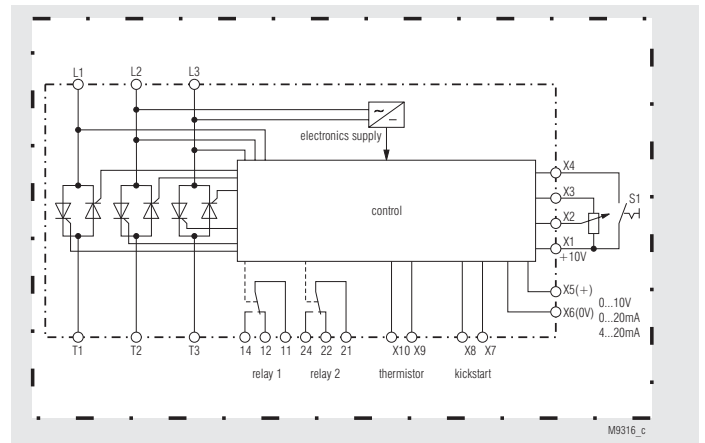 L1 L2 L3
electronics supply
control
X4
X3
S1
X2
X1
+10V
X5(+)
X6(0V)
0...10V
0...20mA
4...20mA
T1 T2 T3 14 12 11 24 22 21 X10 X9 X8 X7
relay 1 relay 2 thermistor kickstart
M9316_c